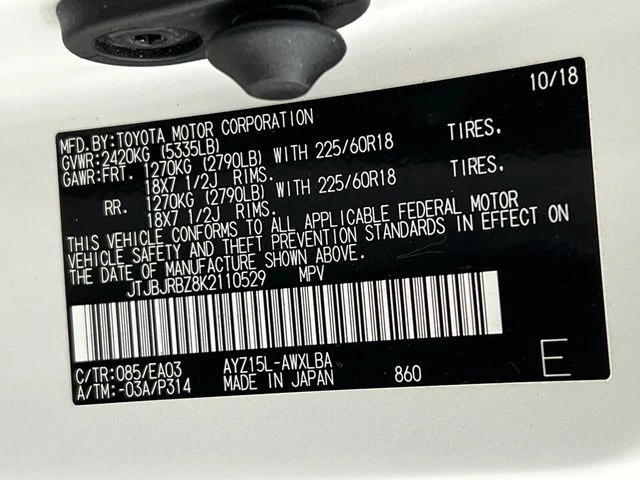 10/18
MFD.BY:TOYOTA MOTOR CORPORATION
GVWR:2420KG (5335LB)
GAWR:FRT. 1270KG (2790LB) WITH 225/60R18 TIRES,
18X7 1/2J RIMS.
RR. 1270KG (2790LB) WITH 225/60R18 TIRES,
18X7 1/2J RIMS.
THIS VEHICLE CONFORMS TO ALL APPLICABLE FEDERAL MOTOR
VEHICLE SAFETY AND THEFT PREVENTION STANDARDS IN EFFECT ON
THE DATE OF MANUFACTURE SHOWN ABOVE.
JTJBJRBZ8K2110529 MPV
C/TR:085/EA03 AYZ15L-AWXLBA
A/TM:-03A/P314 MADE IN JAPAN 860 E